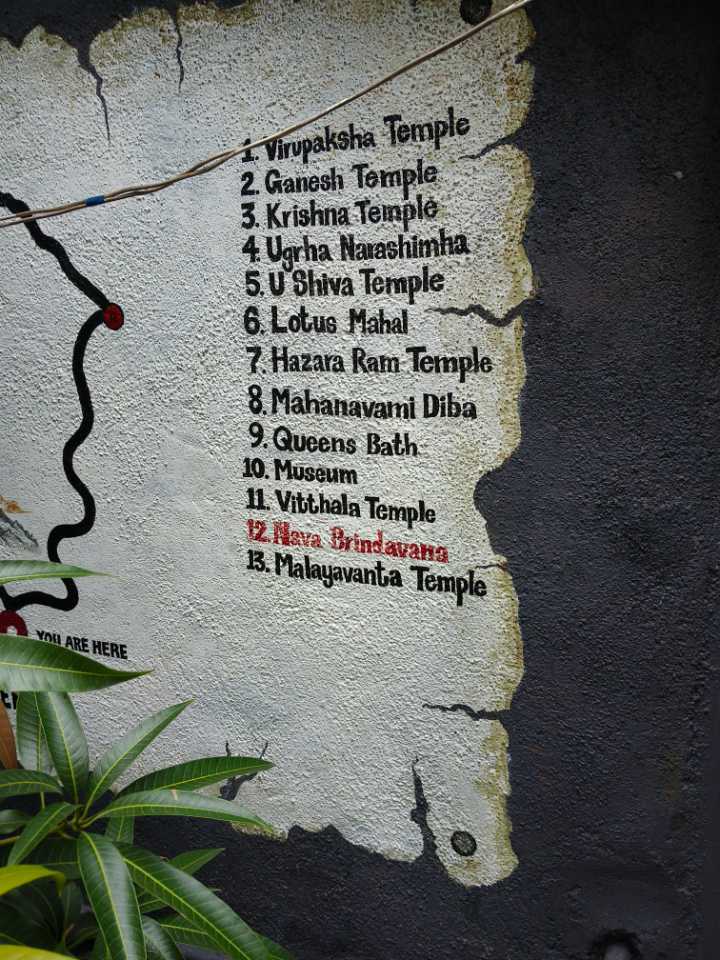 1. Virupaksha Temple
2. Ganesh Temple
3. Krishna Temple
4. Ugrha Narashimha
5. U Shiva Temple
6. Lotus Mahal
7. Hazara Ram Temple
8. Mahanavami Diba
9. Queens Bath
10. Museum
11. Vitthala Temple
12. Nava Brindavana
13. Malayavanta Temple
YOU ARE HERE